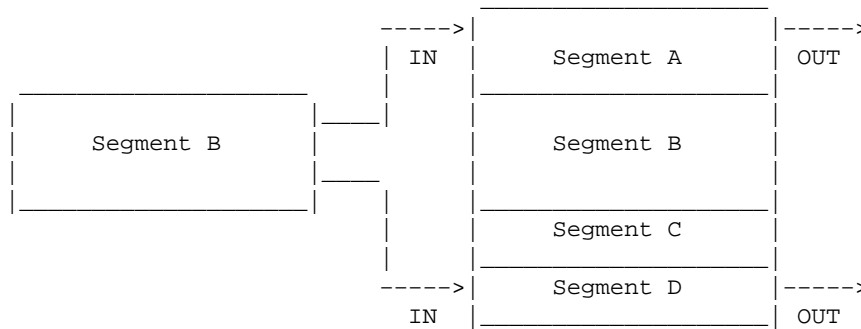 IN Segment A OUT
Segment B Segment B
Segment C
Segment D
IN OUT